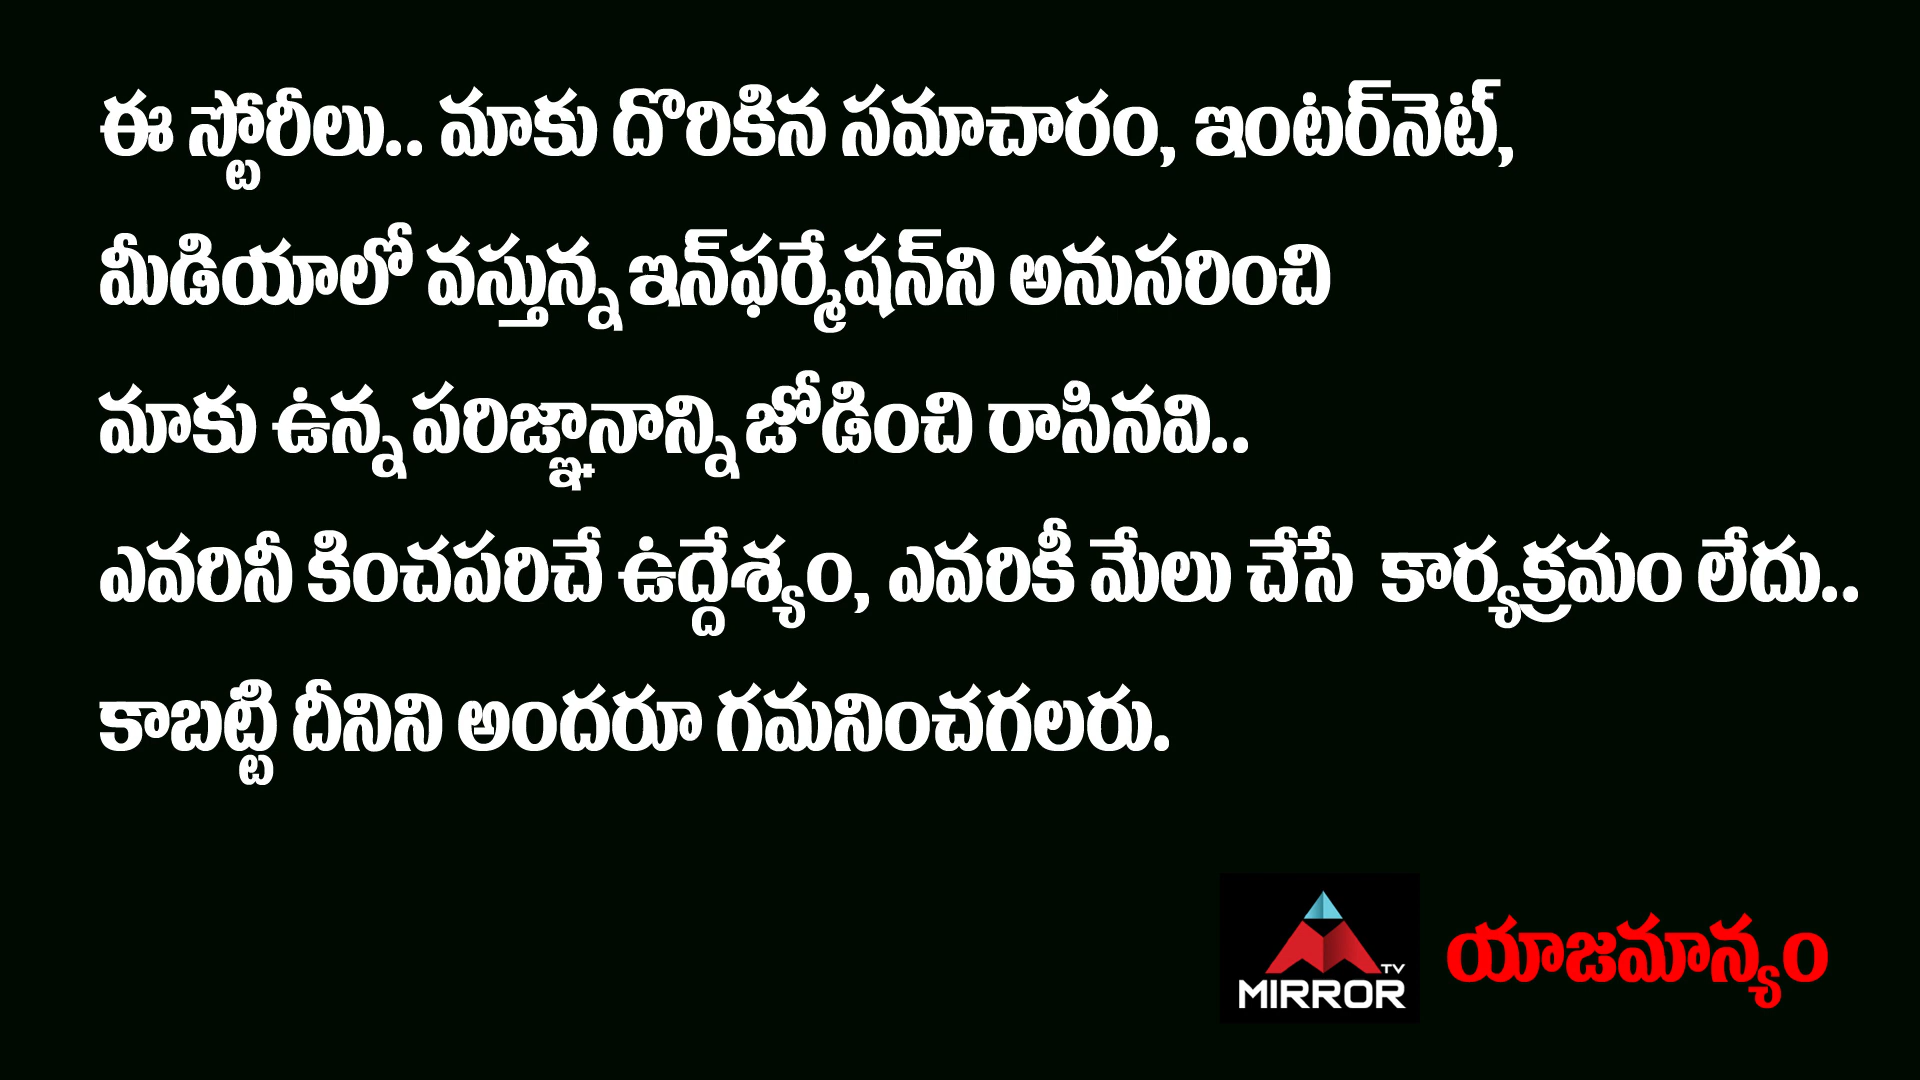 ఈ స్టోరీలు.. మాకు దొరికిన సమాచారం, ఇంటర్‌నెట్,
మీడియాలో వస్తున్న ఇన్‌ఫర్మేషన్‌ని అనుసరించి
మాకు ఉన్న పరిజ్ఞానాన్ని జోడించి రాసినవి..
ఎవరినీ కించపరిచే ఉద్దేశ్యం, ఎవరికీ మేలు చేసే కార్యక్రమం లేదు..
కాబట్టి దీనిని అందరూ గమనించగలరు.
TV
MIRROR
యాజమాన్యం